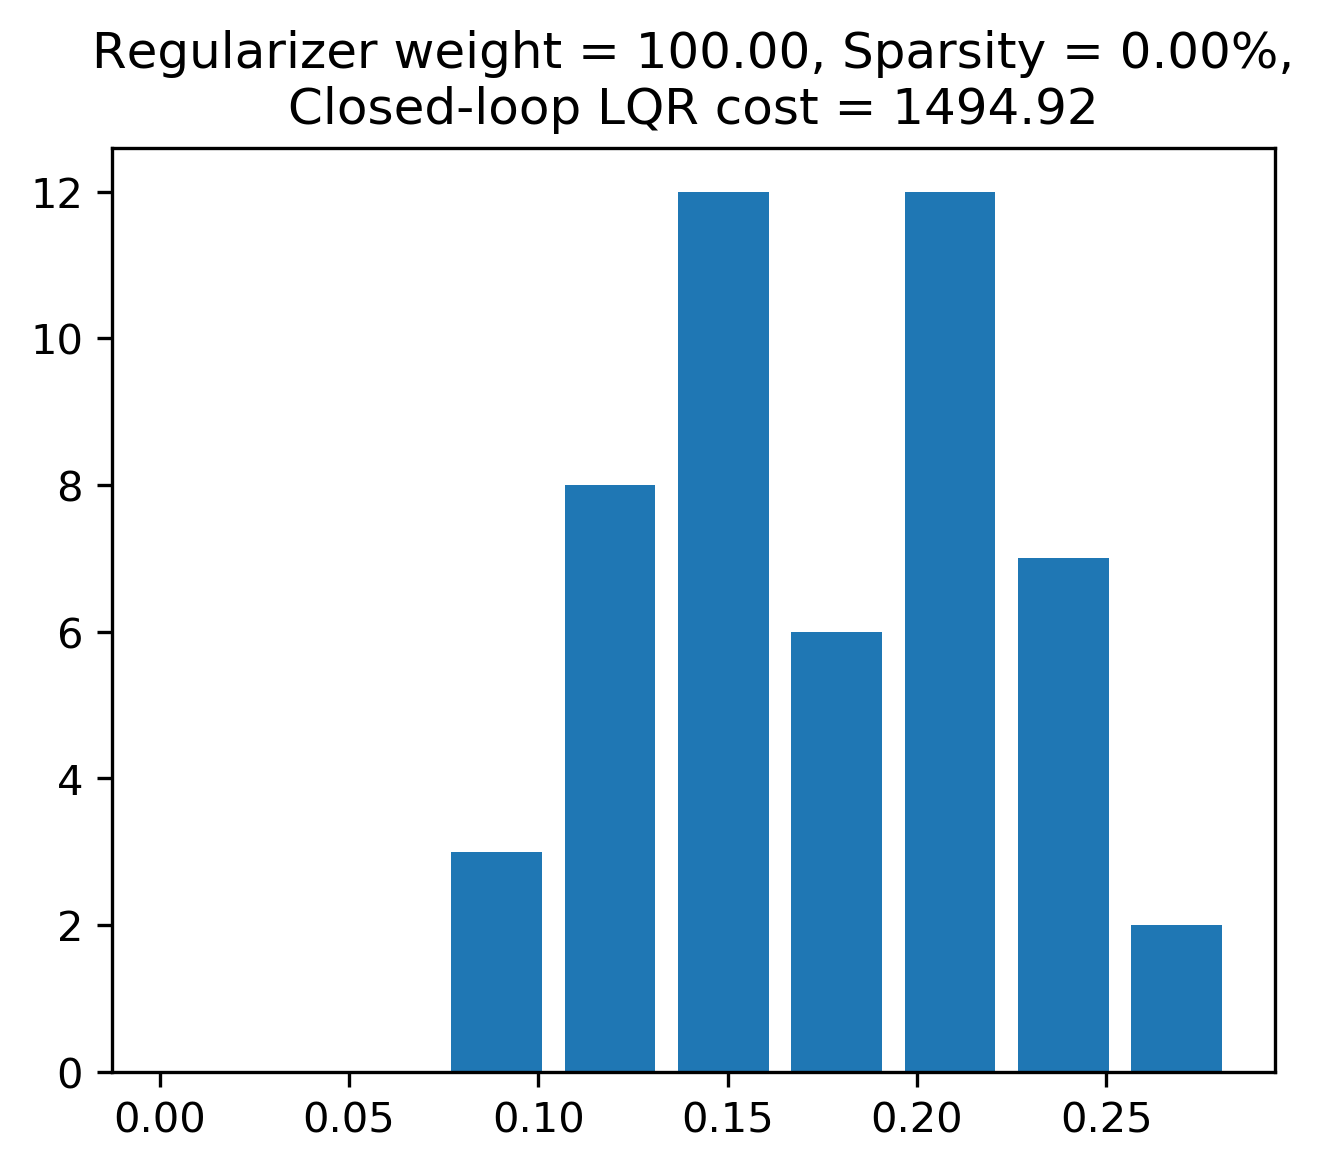 Regularizer weight = 100.00, Sparsity = 0.00%,
Closed-loop LQR cost = 1494.92
12
10
8
6
4
2
0
0.00 0.05 0.10 0.15 0.20 0.25